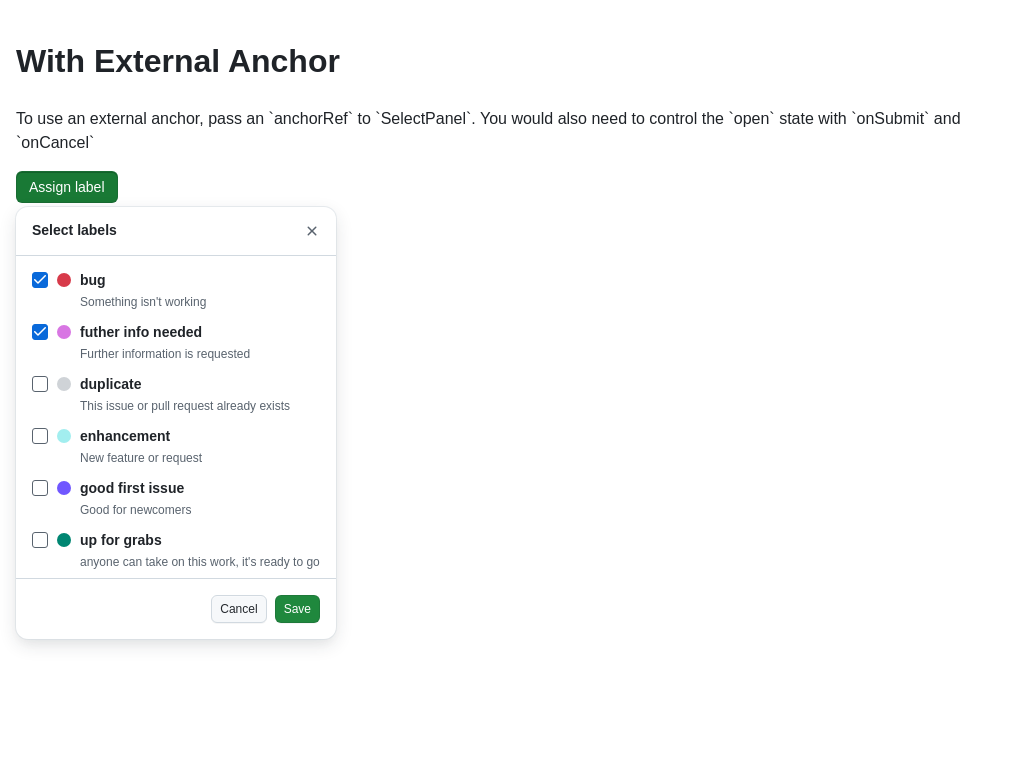 With External Anchor
To use an external anchor, pass an `anchorRef` to `SelectPanel`. You would also need to control the `open` state with `onSubmit` and
`onCancel`
Assign label
Select labels
bug
Something isn't working
futher info needed
Further information is requested
duplicate
This issue or pull request already exists
enhancement
New feature or request
good first issue
Good for newcomers
up for grabs
anyone can take on this work, it's ready to go
Cancel Save